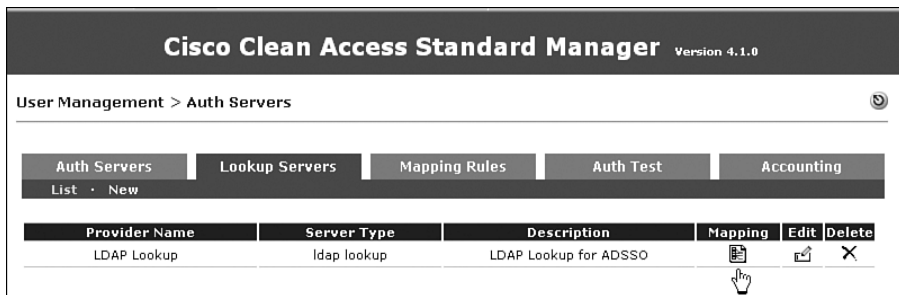 Cisco Clean Access Standard Manager Version 4.1.0
User Management > Auth Servers
Auth Servers Lookup Servers Mapping Rules Auth Test Accounting
List · New
Provider Name Server Type Description Mapping Edit Delete
LDAP Lookup ldap lookup LDAP Lookup for ADSSO